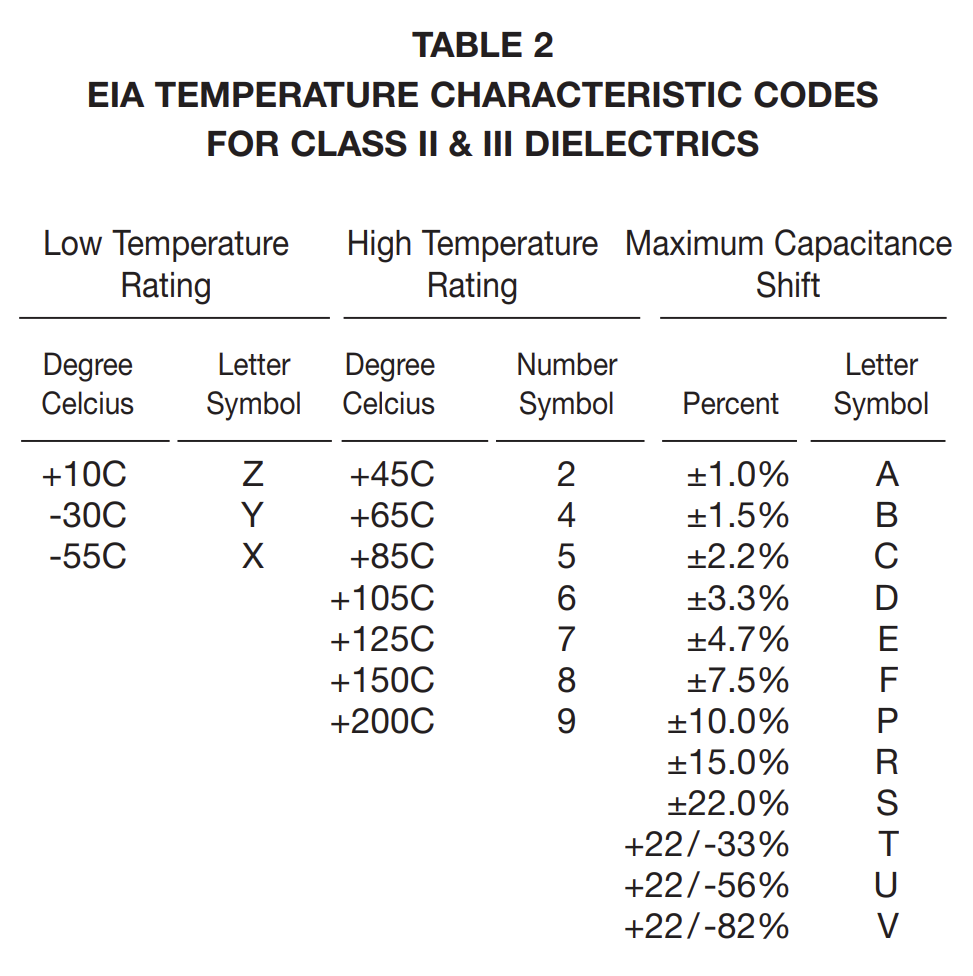 TABLE 2
EIA TEMPERATURE CHARACTERISTIC CODES
FOR CLASS II & III DIELECTRICS
Low Temperature High Temperature Maximum Capacitance
Rating Rating Shift
Degree Letter Degree Number Letter
Celcius Symbol Celcius Symbol Percent Symbol
+10C Z +45C 2 ±1.0% A
-30C Y +65C 4 ±1.5% B
-55C X +85C 5 ±2.2% C
+105C 6 ±3.3% D
+125C 7 ±4.7% E
+150C 8 ±7.5% F
+200C 9 ±10.0% P
±15.0% R
±22.0% S
+22/-33% T
+22/-56% U
+22/-82% V